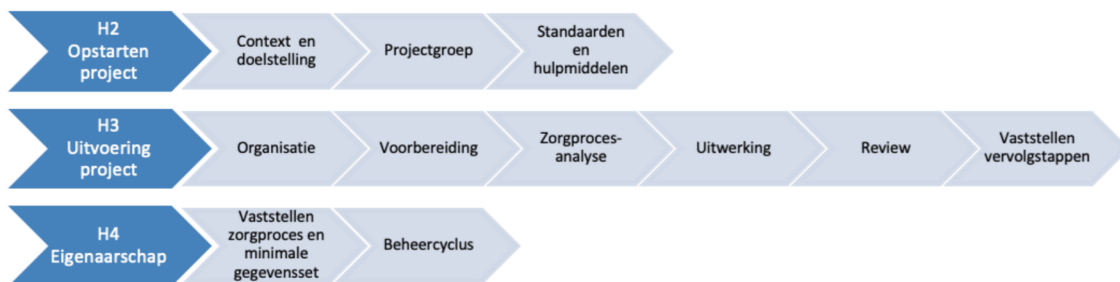 H2
Opstarten
project
Context en
doelstelling
Projectgroep
Standaarden
en
hulpmiddelen
H3
Uitvoering
project
Organisatie
Voorbereiding
Zorgproces-
analyse
Uitwerking
Review
Vaststellen
vervolgstappen
H4
Eigenaarschap
Vaststellen
zorgproces en
minimale
gegevensset
Beheercyclus